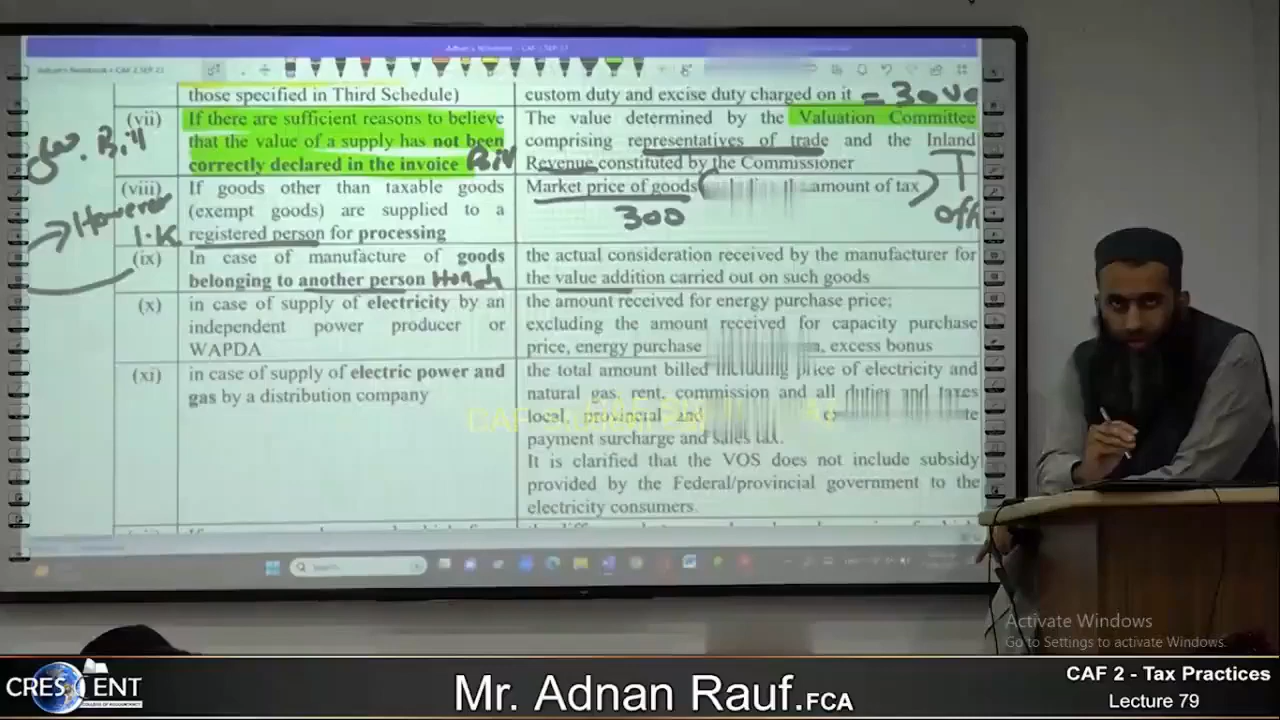 those specified in Third Schedule)
custom duty and excise duty charged on it
(vii)
If there are sufficient reasons to believe
that the value of a supply has not been
correctly declared in the invoice
The value determined by the Valuation Committee
comprising representatives of trade and the Inland
Revenue constituted by the Commissioner
(viii)
If goods other than taxable goods
(exempt goods) are supplied to a
registered person for processing
Market price of goods amount of tax
300
However
1.K
(ix)
In case of manufacture of goods
belonging to another person
the actual consideration received by the manufacturer for
the value addition carried out on such goods
(x)
in case of supply of electricity by an
independent power producer or
WAPDA
the amount received for energy purchase price;
excluding the amount received for capacity purchase
price, energy purchase excess bonus
(xi)
in case of supply of electric power and
gas by a distribution company
the total amount billed including price of electricity and
natural gas, rent, commission and all duties and taxes
local, provincial and
payment surcharge and sales tax.
It is clarified that the VOS does not include subsidy
provided by the Federal/provincial government to the
electricity consumers.
Search
Activate Windows
Go to Settings to activate Windows.
CRESCENT
COLLEGE OF ACCOUNTANCY
Mr. Adnan Rauf.FCA
CAF 2 - Tax Practices
Lecture 79